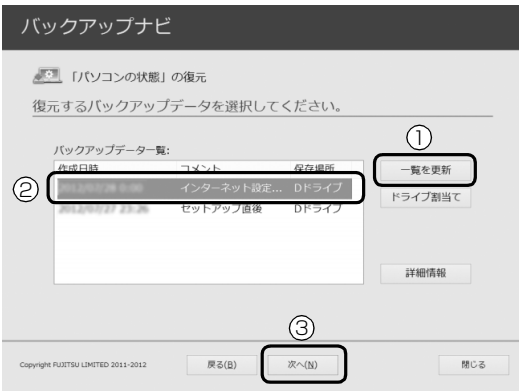 バックアップナビ
「パソコンの状態」の復元
復元するバックアップデータを選択してください。
①
バックアップデータ一覧:
作成日時 コメント 保存場所
一覧を更新
② インターネット設定... Dドライブ
ドライブ割当て
セットアップ直後 Dドライブ
詳細情報
③
Copyright FUJITSU LIMITED 2011-2012
戻る(B)
次へ(N)
閉じる